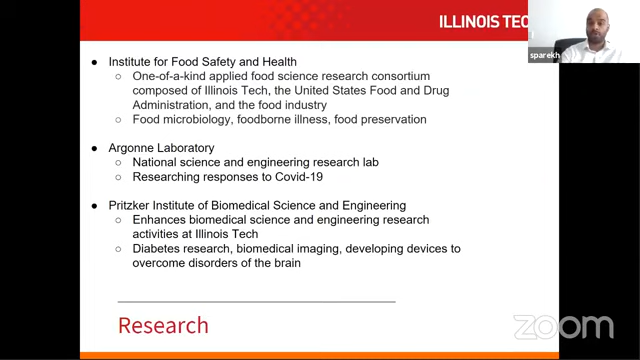 ILLINOIS TEC
sparekh
● Institute for Food Safety and Health
○ One-of-a-kind applied food science research consortium
composed of Illinois Tech, the United States Food and Drug
Administration, and the food industry
○ Food microbiology, foodborne illness, food preservation
● Argonne Laboratory
○ National science and engineering research lab
○ Researching responses to Covid-19
● Pritzker Institute of Biomedical Science and Engineering
○ Enhances biomedical science and engineering research
activities at Illinois Tech
○ Diabetes research, biomedical imaging, developing devices to
overcome disorders of the brain
Research
zoom